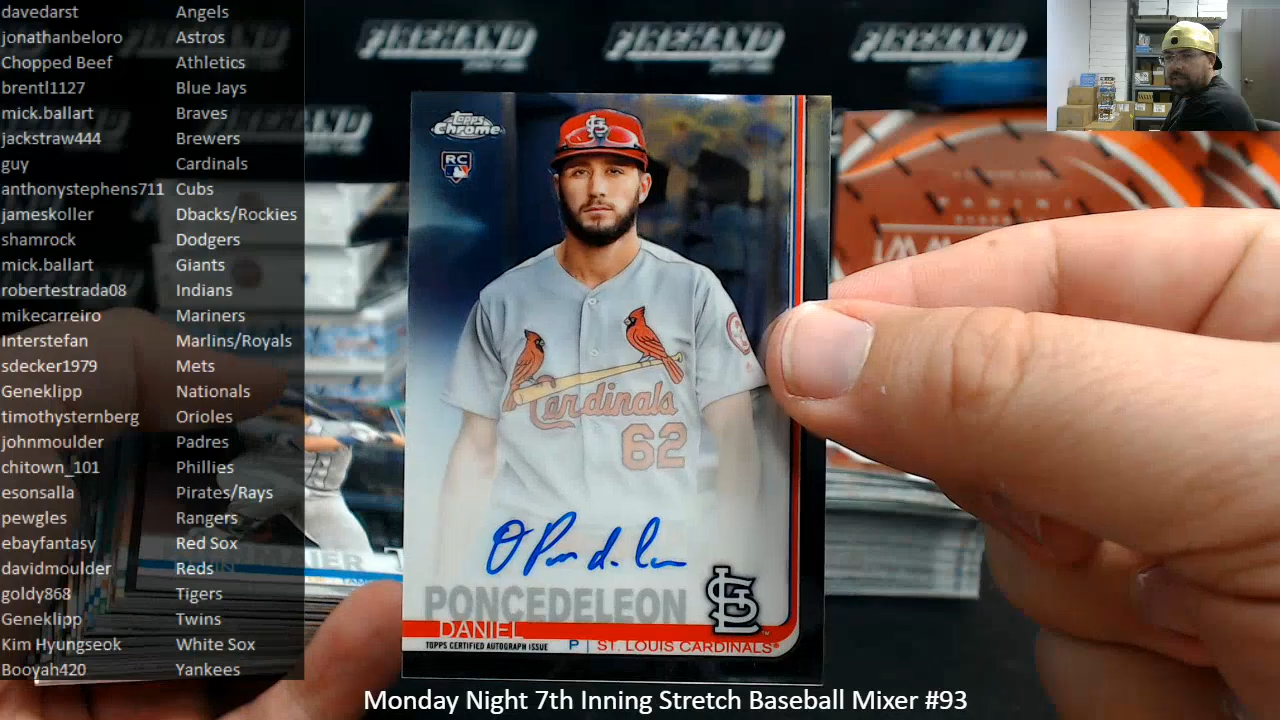 davedarst Angels
jonathanbeloro Astros
Chopped Beef Athletics
brentl1127 Blue Jays
mick.ballart Braves
jackstraw444 Brewers
guy Cardinals
anthonystephens711 Cubs
jameskoller Dbacks/Rockies
shamrock Dodgers
mick.ballart Giants
robertestrada08 Indians
mikecarreiro Mariners
Interstefan Marlins/Royals
sdecker1979 Mets
Geneklipp Nationals
timothysternberg Orioles
johnmoulder Padres
chitown_101 Phillies
esonsalla Pirates/Rays
pewgles Rangers
ebayfantasy Red Sox
davidmoulder Reds
goldy868 Tigers
Geneklipp Twins
Kim Hyungseok White Sox
Booyah420 Yankees
FIREHAND FIREHAND FIREHAND
Topps
Chrome
RC
Cardinals
62
PONCEDELEON
DANIEL
TOPPS CERTIFIED AUTOGRAPH ISSUE P ST. LOUIS CARDINALS
PANINI
Monday Night 7th Inning Stretch Baseball Mixer #93